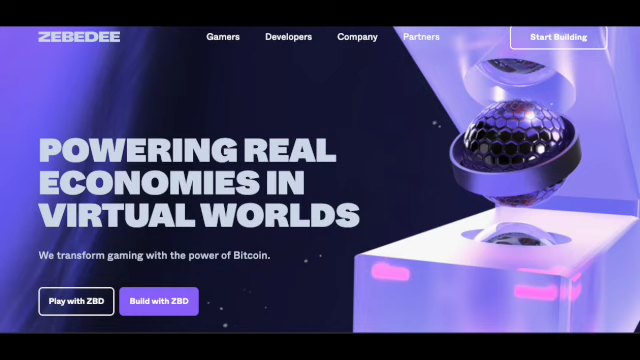 ZEBEDEE
Gamers Developers Company Partners Start Building
POWERING REAL
ECONOMIES IN
VIRTUAL WORLDS
We transform gaming with the power of Bitcoin.
Play with ZBD Build with ZBD